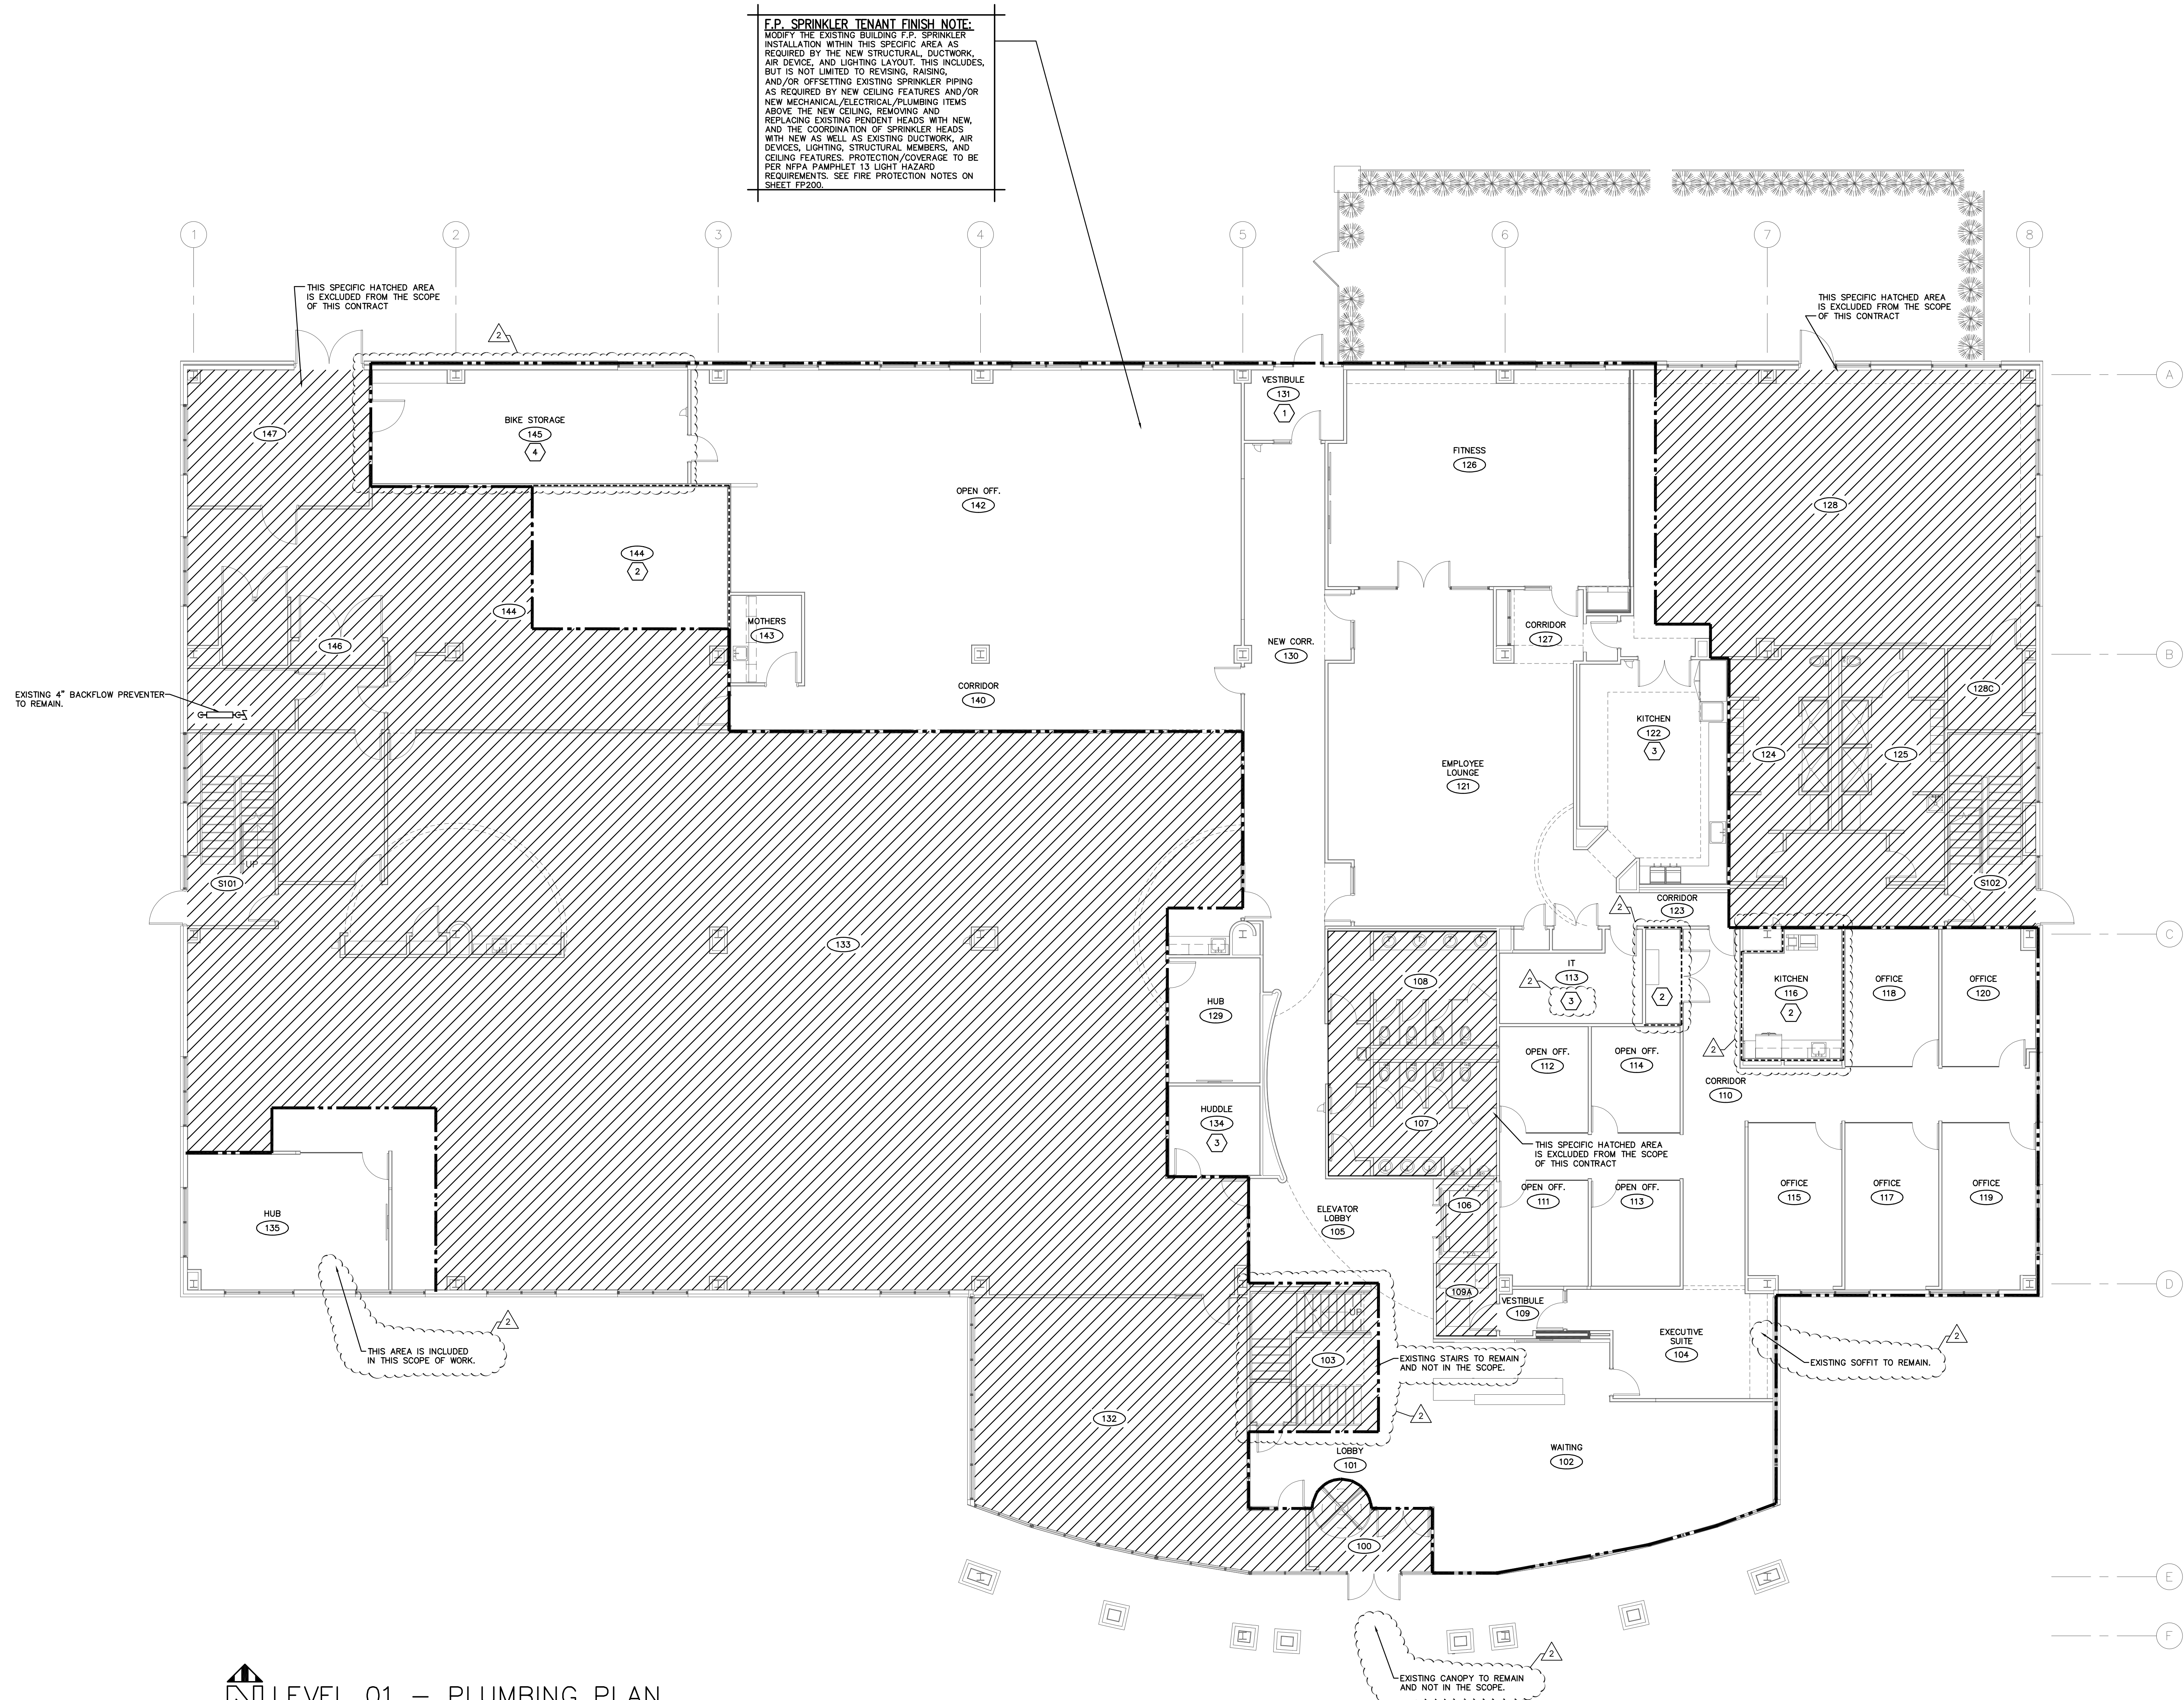 F.P. SPRINKLER TENANT FINISH NOTE:
MODIFY THE EXISTING BUILDING F.P. SPRINKLER
INSTALLATION WITHIN THIS SPECIFIC AREA AS
REQUIRED BY THE NEW STRUCTURAL, DUCTWORK,
AIR DEVICE, AND LIGHTING LAYOUT. THIS INCLUDES,
BUT IS NOT LIMITED TO REVISING, RAISING,
AND/OR OFFSETTING EXISTING SPRINKLER PIPING
AS REQUIRED BY NEW CEILING FEATURES AND/OR
NEW MECHANICAL/ELECTRICAL/PLUMBING ITEMS
ABOVE THE NEW CEILING, REMOVING AND
REPLACING EXISTING PENDENT HEADS WITH NEW,
AND THE COORDINATION OF SPRINKLER HEADS
WITH NEW AS WELL AS EXISTING DUCTWORK, AIR
DEVICES, LIGHTING, STRUCTURAL MEMBERS, AND
CEILING FEATURES. PROTECTION/COVERAGE TO BE
PER NFPA PAMPHLET 13 LIGHT HAZARD
REQUIREMENTS. SEE FIRE PROTECTION NOTES ON
SHEET FP200.
1
2
3
4
5
6
7
8
THIS SPECIFIC HATCHED AREA
IS EXCLUDED FROM THE SCOPE
OF THIS CONTRACT
THIS SPECIFIC HATCHED AREA
IS EXCLUDED FROM THE SCOPE
OF THIS CONTRACT
2
A
VESTIBULE
131
1
BIKE STORAGE
145
4
147
FITNESS
126
OPEN OFF.
142
128
144
2
144
MOTHERS
143
146
CORRIDOR
127
NEW CORR.
130
B
EXISTING 4" BACKFLOW PREVENTER
TO REMAIN.
CORRIDOR
140
128C
KITCHEN
122
3
124
125
EMPLOYEE
LOUNGE
121
UP
S101
S102
CORRIDOR
123
2
133
C
108
IT
113
3
2
2
KITCHEN
116
2
OFFICE
118
OFFICE
120
HUB
129
OPEN OFF.
112
OPEN OFF.
114
2
CORRIDOR
110
HUDDLE
134
3
107
THIS SPECIFIC HATCHED AREA
IS EXCLUDED FROM THE SCOPE
OF THIS CONTRACT
OPEN OFF.
111
OPEN OFF.
113
OFFICE
115
OFFICE
117
OFFICE
119
HUB
135
ELEVATOR
LOBBY
105
106
D
109A
VESTIBULE
109
UP
2
THIS AREA IS INCLUDED
IN THIS SCOPE OF WORK.
103
EXISTING STAIRS TO REMAIN
AND NOT IN THE SCOPE.
EXECUTIVE
SUITE
104
2
EXISTING SOFFIT TO REMAIN.
132
2
LOBBY
101
WAITING
102
100
E
F
2
EXISTING CANOPY TO REMAIN
AND NOT IN THE SCOPE.
N
LEVEL 01 – PLUMBING PLAN